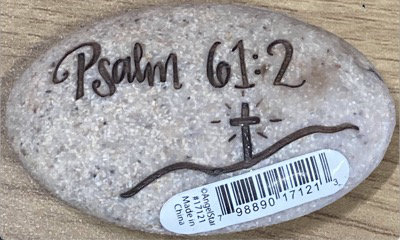 Psalm 61:2
©AngelStar
#17121
Made in
China
98890 17121 3